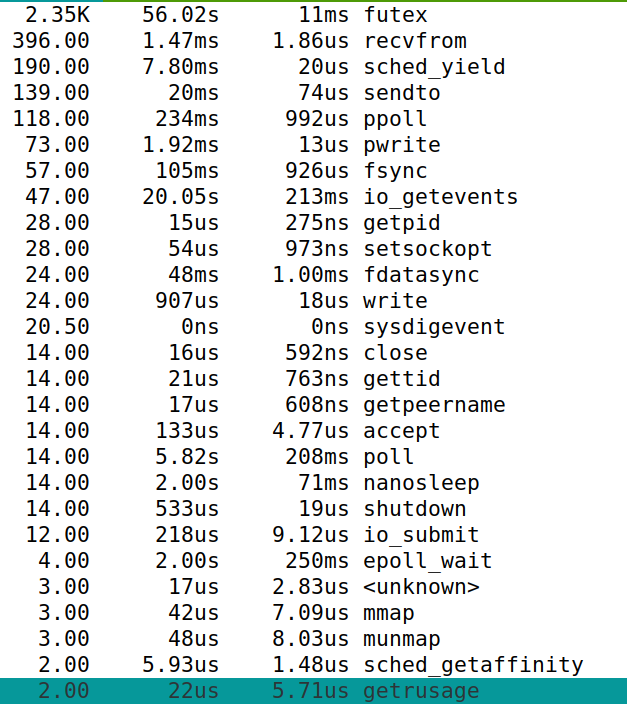 2.35K 56.02s 11ms futex
396.00 1.47ms 1.86us recvfrom
190.00 7.80ms 20us sched_yield
139.00 20ms 74us sendto
118.00 234ms 992us ppoll
73.00 1.92ms 13us pwrite
57.00 105ms 926us fsync
47.00 20.05s 213ms io_getevents
28.00 15us 275ns getpid
28.00 54us 973ns setsockopt
24.00 48ms 1.00ms fdatasync
24.00 907us 18us write
20.50 0ns 0ns sysdigevent
14.00 16us 592ns close
14.00 21us 763ns gettid
14.00 17us 608ns getpeername
14.00 133us 4.77us accept
14.00 5.82s 208ms poll
14.00 2.00s 71ms nanosleep
14.00 533us 19us shutdown
12.00 218us 9.12us io_submit
4.00 2.00s 250ms epoll_wait
3.00 17us 2.83us <unknown>
3.00 42us 7.09us mmap
3.00 48us 8.03us munmap
2.00 5.93us 1.48us sched_getaffinity
2.00 22us 5.71us getrusage